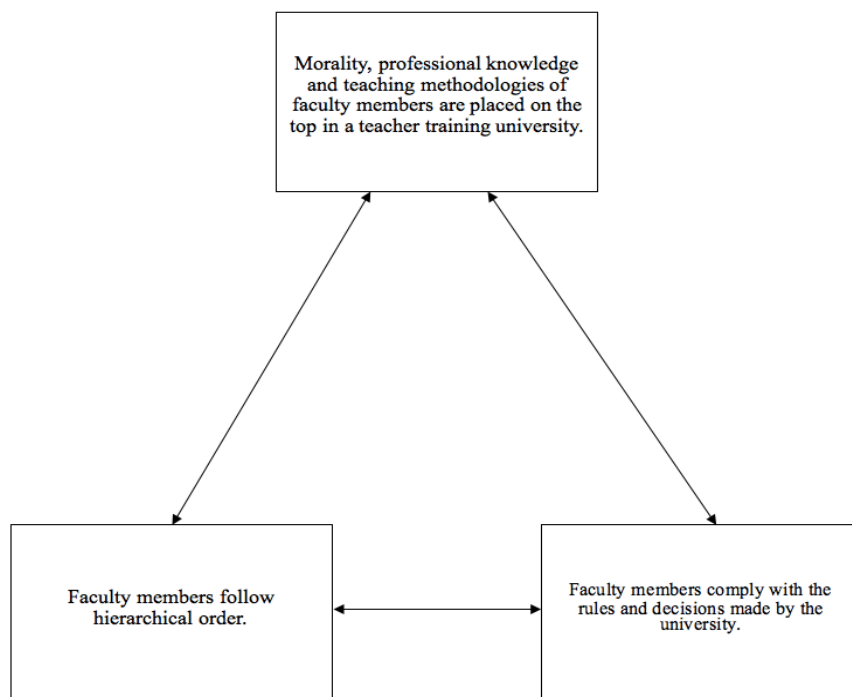 Morality, professional knowledge
and teaching methodologies of
faculty members are placed on the
top in a teacher training university.
Faculty members follow
hierarchical order.
Faculty members comply with the
rules and decisions made by the
university.